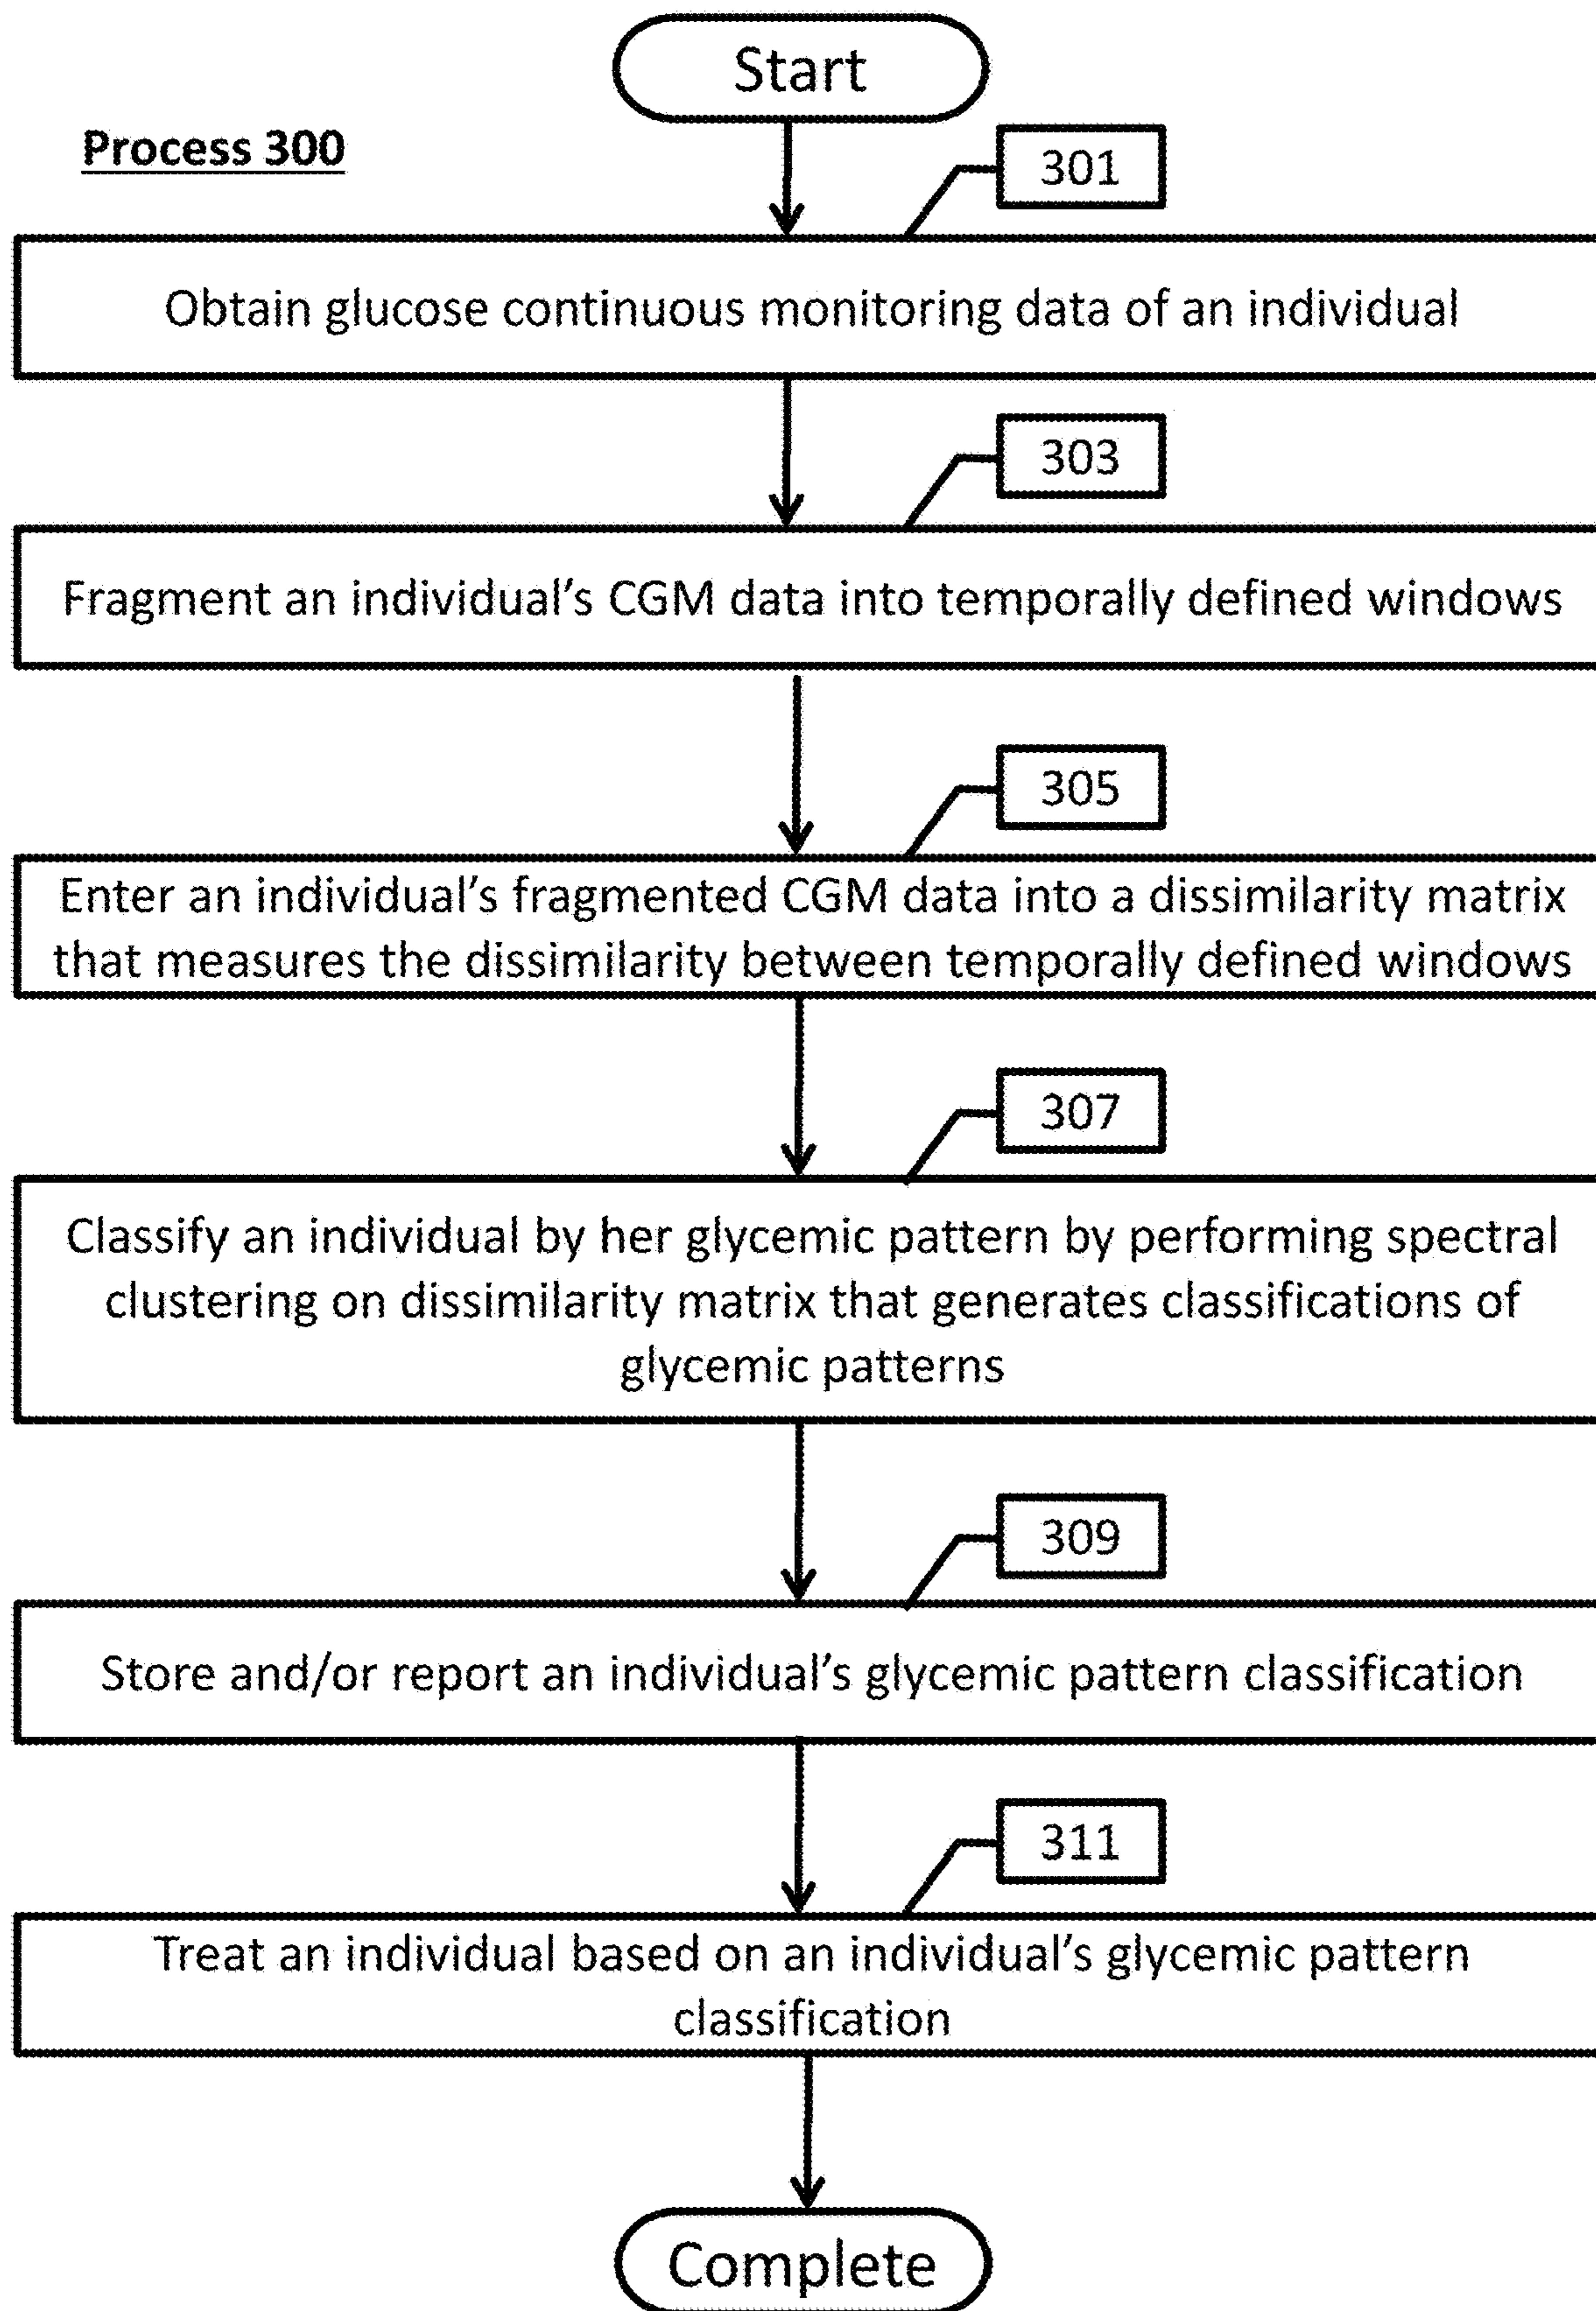 Start
Process 300
301
Obtain glucose continuous monitoring data of an individual
303
Fragment an individual's CGM data into temporally defined windows
305
Enter an individual's fragmented CGM data into a dissimilarity matrix
that measures the dissimilarity between temporally defined windows
307
Classify an individual by her glycemic pattern by performing spectral
clustering on dissimilarity matrix that generates classifications of
glycemic patterns
309
Store and/or report an individual's glycemic pattern classification
311
Treat an individual based on an individual's glycemic pattern
classification
Complete